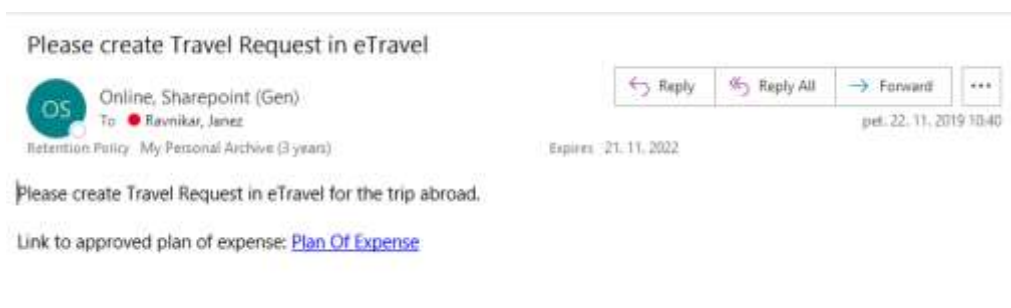 Please create Travel Request in eTravel
OS
Online, Sharepoint (Gen)
To Ravnikar, Janez
Reply
Reply All
Forward
...
pet. 22. 11. 2019 10:40
Retention Policy My Personal Archive (3 years)
Expires 21. 11. 2022
Please create Travel Request in eTravel for the trip abroad.
Link to approved plan of expense: Plan Of Expense